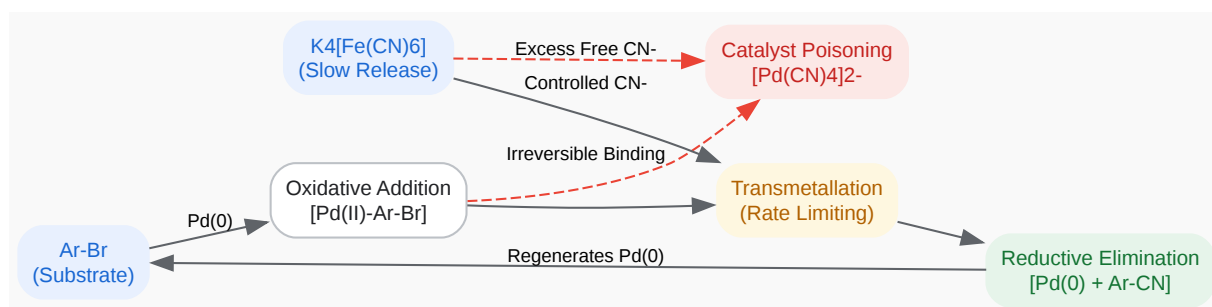 K4[Fe(CN)6]
(Slow Release)
Excess Free CN-
Controlled CN-
Catalyst Poisoning
[Pd(CN)4]2-
Irreversible Binding
Oxidative Addition
[Pd(II)-Ar-Br]
Transmetallation
(Rate Limiting)
Pd(0)
Ar-Br
(Substrate)
Regenerates Pd(0)
Reductive Elimination
[Pd(0) + Ar-CN]